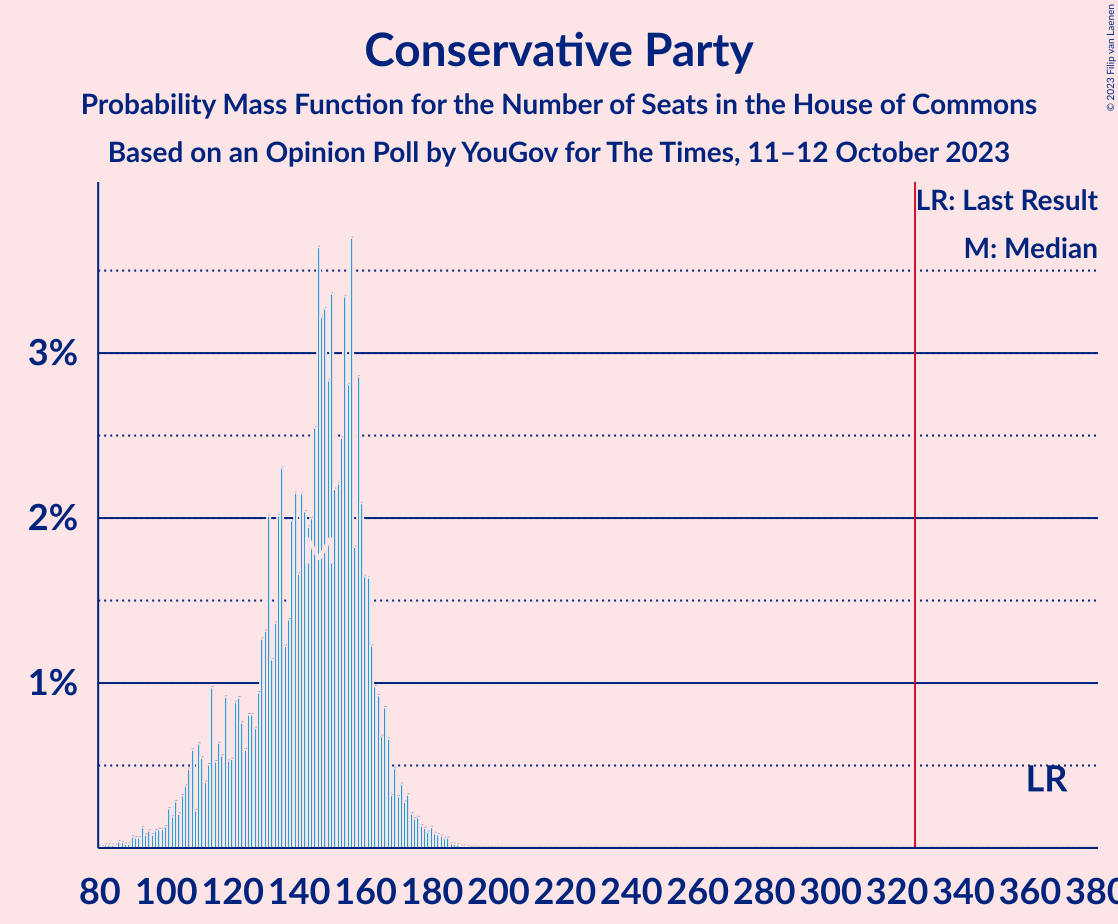 Conservative Party
Probability Mass Function for the Number of Seats in the House of Commons
Based on an Opinion Poll by YouGov for The Times, 11–12 October 2023
© 2023 Filip van Laenen
LR: Last Result
M: Median
3%
2%
1%
M
LR
80 100 120 140 160 180 200 220 240 260 280 300 320 340 360 380